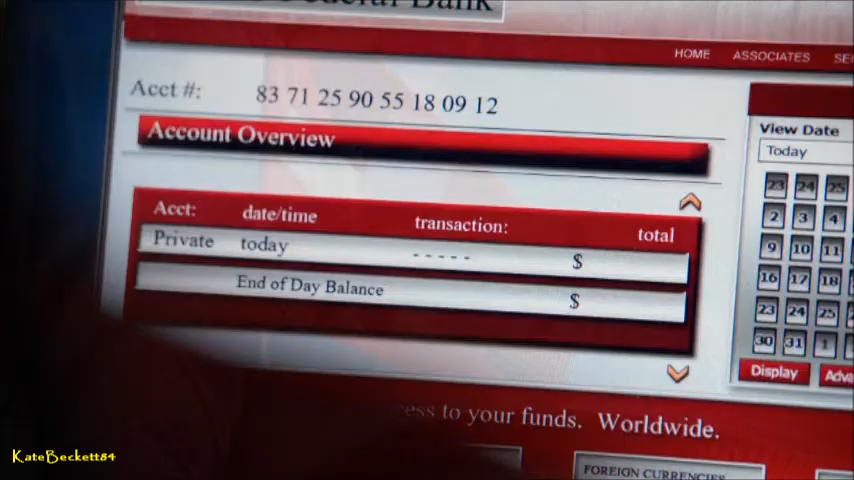 Federal Bank
HOME ASSOCIATES
Acct #: 83 71 25 90 55 18 09 12
Account Overview
View Date
Today
23 24 25
2 3 4
9 10 11
16 17 18
23 24 25
30 31 1
Display
Acct: date/time transaction: total
Private today ----- $
End of Day Balance $
to your funds. Worldwide.
FOREIGN CURRENCIES
KateBeckett84